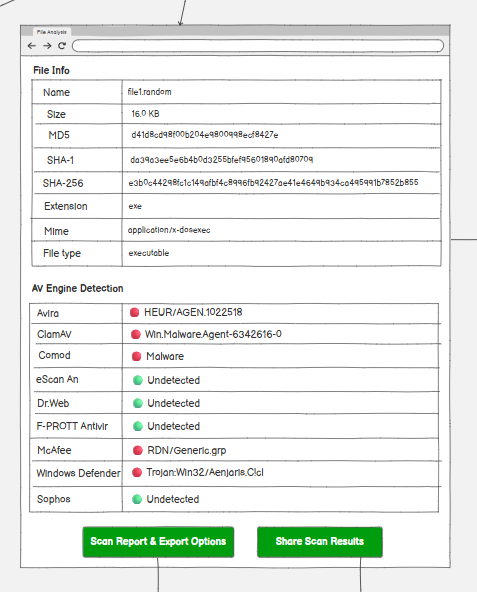 File Analysis
File Info
Name file1.random
Size 16.0 KB
MD5 d41d8cd98f00b204e9800998ecf8427e
SHA-1 da39a3ee5e6b4b0d3255bfef95601890afd80709
SHA-256 e3b0c44298fc1c149afbf4c8996fb92427ae41e4649b934ca495991b7852b855
Extension exe
Mime application/x-dosexec
File type executable
AV Engine Detection
Avira HEUR/AGEN.1022518
ClamAV Win.Malware.Agent-6342616-0
Comod Malware
eScan An Undetected
Dr.Web Undetected
F-PROTT Antivir Undetected
McAfee RDN/Generic.grp
Windows Defender Trojan:Win32/Aenjaris.C!cl
Sophos Undetected
Scan Report & Export Options Share Scan Results